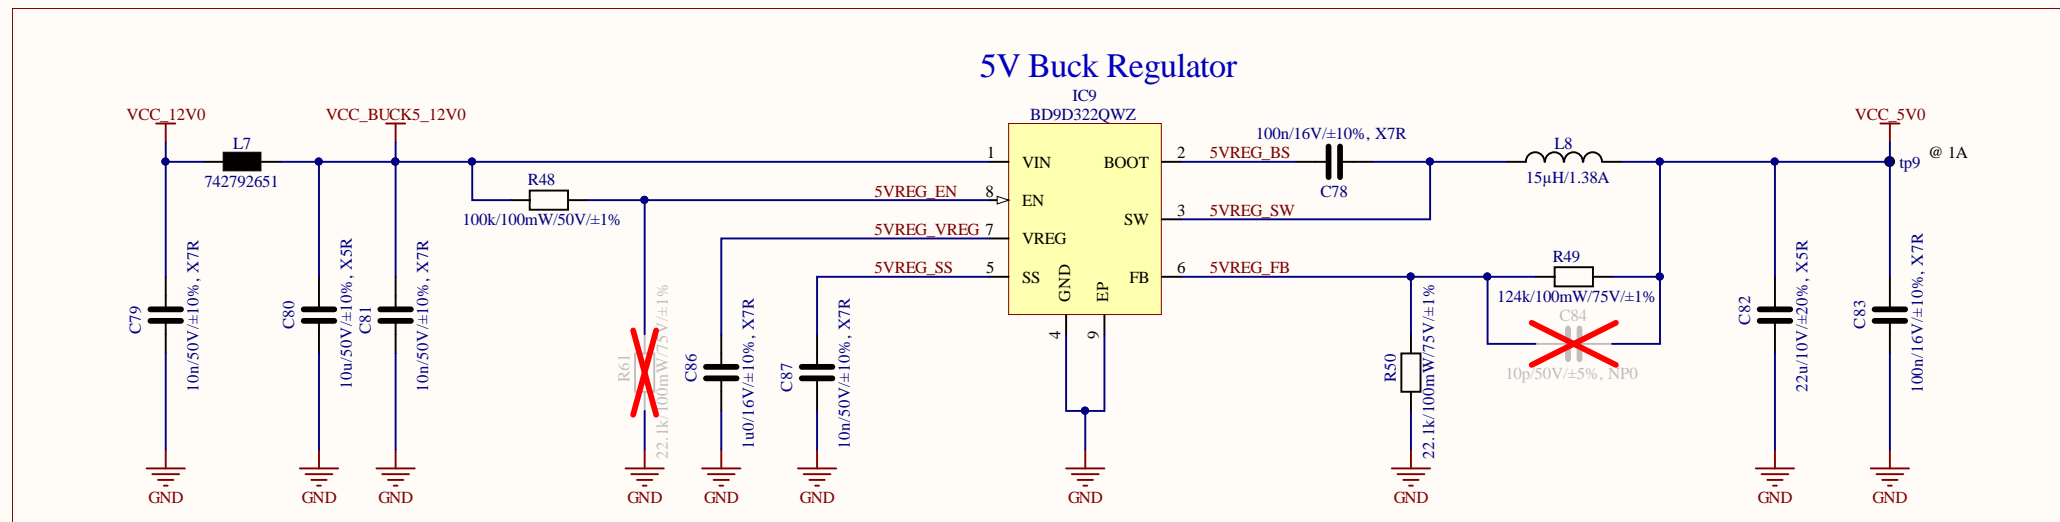 5V Buck Regulator
IC9
BD9D322QWZ
VCC_12V0
VCC_BUCK5_12V0
VCC_5V0
L7
742792651
R48
100k/100mW/50V/±1%
5VREG_EN
5VREG_VREG
5VREG_SS
1
8
7
5
VIN
EN
VREG
SS
GND
EP
BOOT
SW
FB
4
9
2
3
6
5VREG_BS
5VREG_SW
5VREG_FB
100n/16V/±10%, X7R
C78
L8
15µH/1.38A
tp9
@ 1A
R49
124k/100mW/75V/±1%
C84
10p/50V/±5%, NP0
C79
10n/50V/±10%, X7R
C80
10u/50V/±10%, X5R
C81
10n/50V/±10%, X7R
R61
22.1k/100mW/75V/±1%
C86
1u0/16V/±10%, X7R
C87
10n/50V/±10%, X7R
R50
22.1k/100mW/75V/±1%
C82
22u/10V/±20%, X5R
C83
100n/16V/±10%, X7R
GND
GND
GND
GND
GND
GND
GND
GND
GND
GND